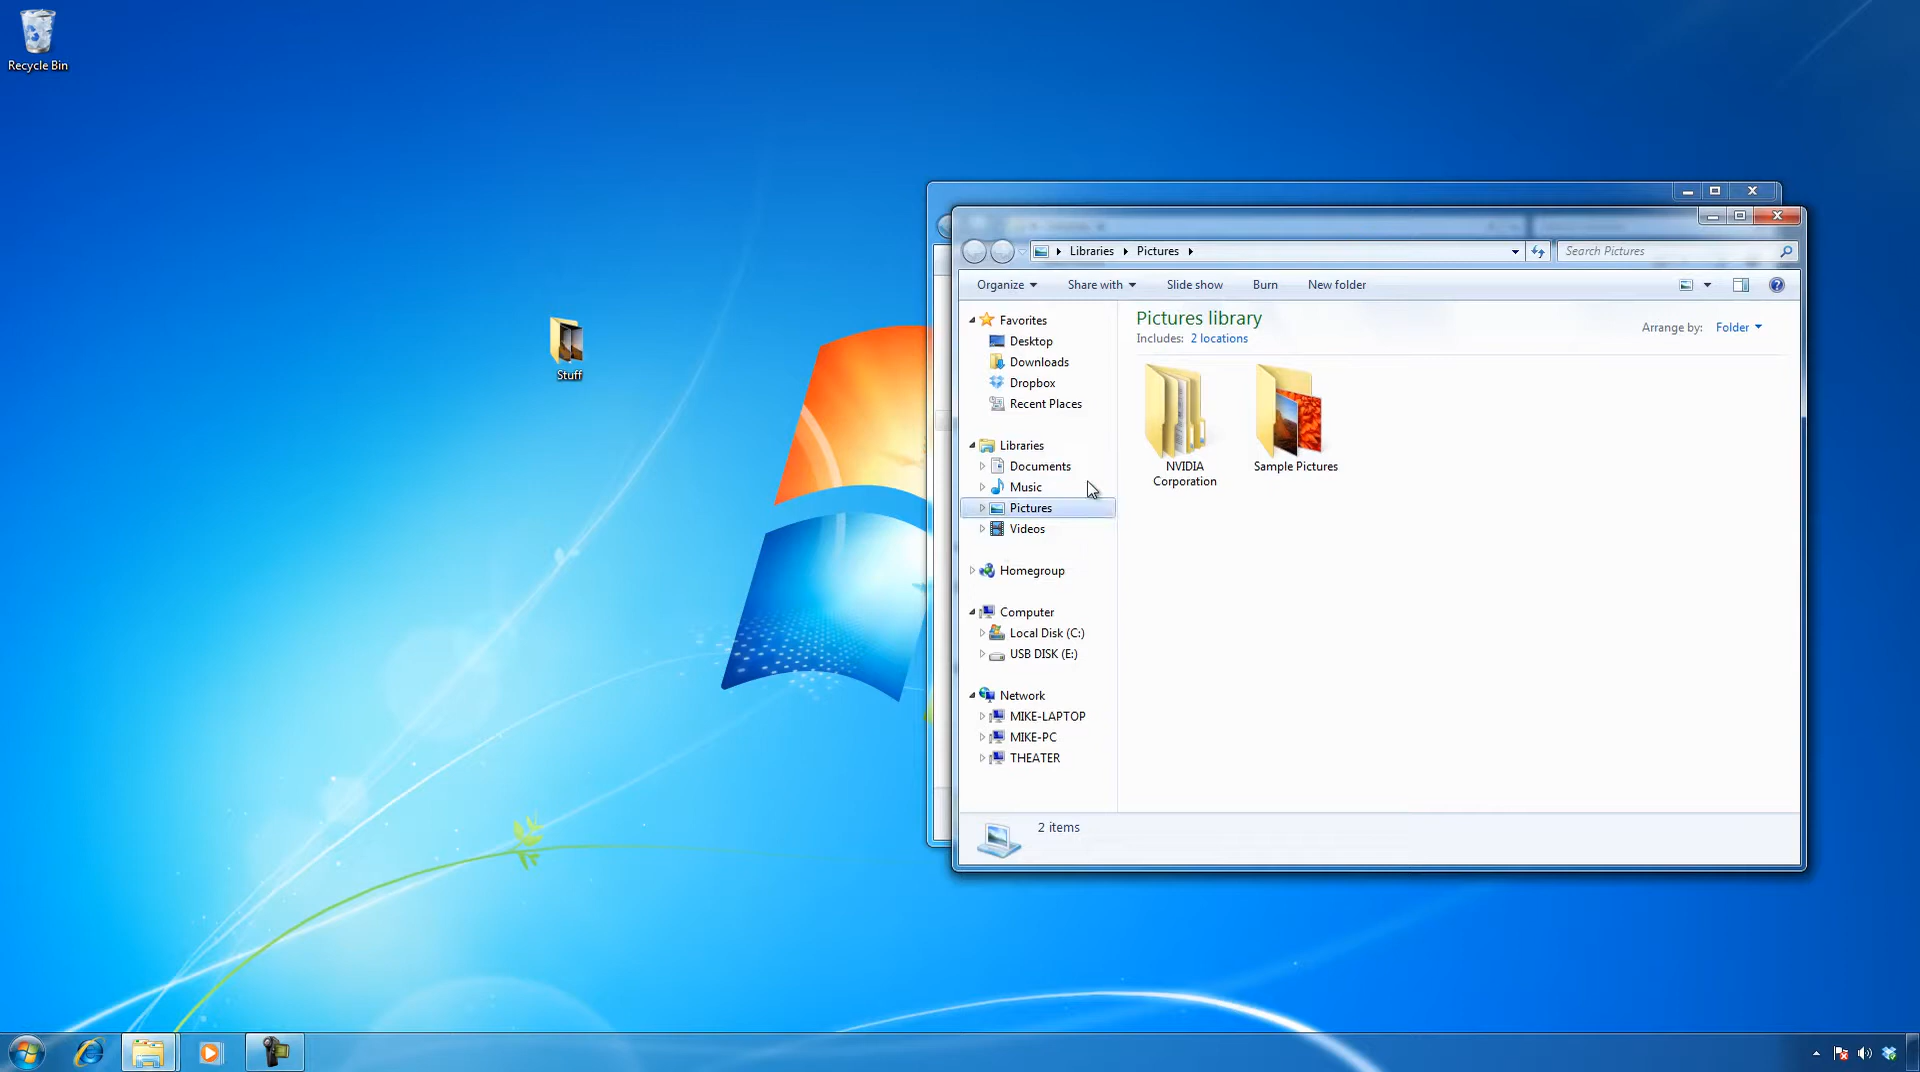 Recycle Bin
Stuff
Libraries Pictures
Search Pictures
Organize Share with Slide show Burn New folder
Favorites
Desktop
Downloads
Dropbox
Recent Places
Libraries
Documents
Music
Pictures
Videos
Homegroup
Computer
Local Disk (C:)
USB DISK (E:)
Network
MIKE-LAPTOP
MIKE-PC
THEATER
Pictures library
Includes: 2 locations
Arrange by: Folder
NVIDIA
Corporation
Sample Pictures
2 items